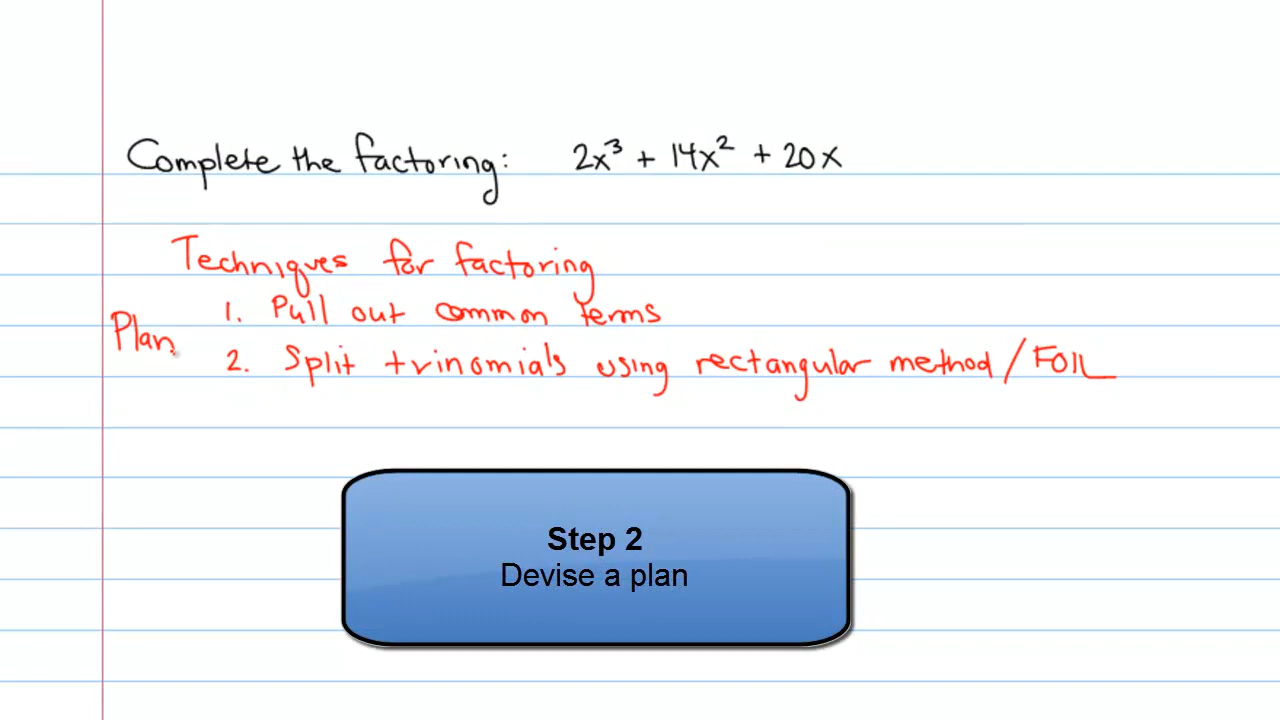 Complete the factoring: 2x³ + 14x² + 20x
Techniques for factoring
1. Pull out common terms
Plan
2. Split trinomials using rectangular method / FOIL
Step 2
Devise a plan